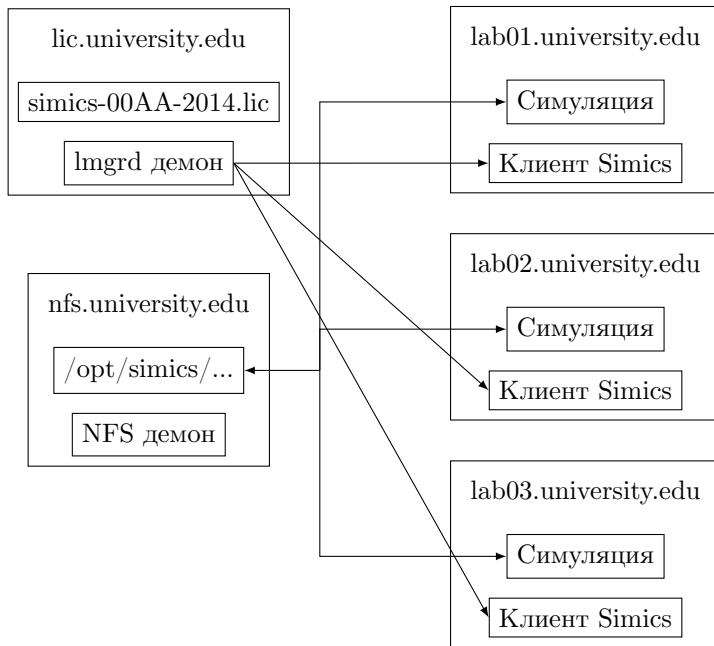 lic.university.edu
simics-00AA-2014.lic
lmgrd демон
nfs.university.edu
/opt/simics/...
NFS демон
lab01.university.edu
Симуляция
Клиент Simics
lab02.university.edu
Симуляция
Клиент Simics
lab03.university.edu
Симуляция
Клиент Simics